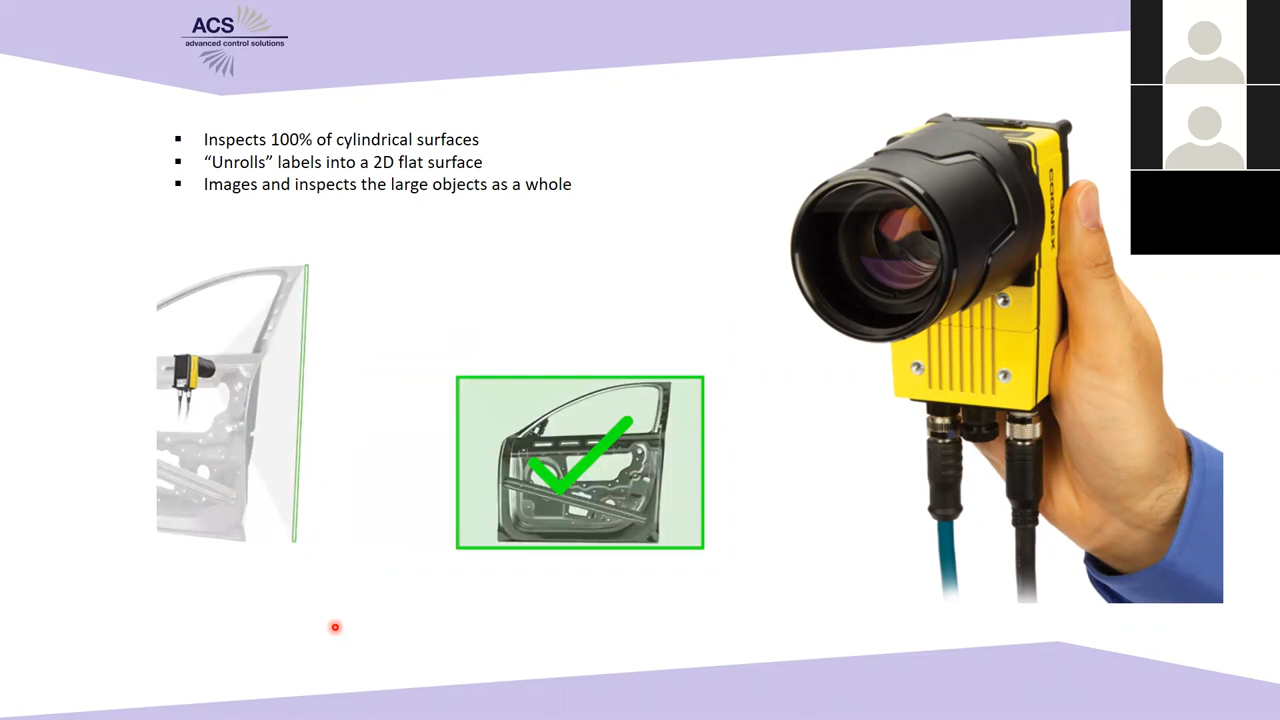 ACS
advanced control solutions
▪ Inspects 100% of cylindrical surfaces
▪ “Unrolls” labels into a 2D flat surface
▪ Images and inspects the large objects as a whole
COGNEX